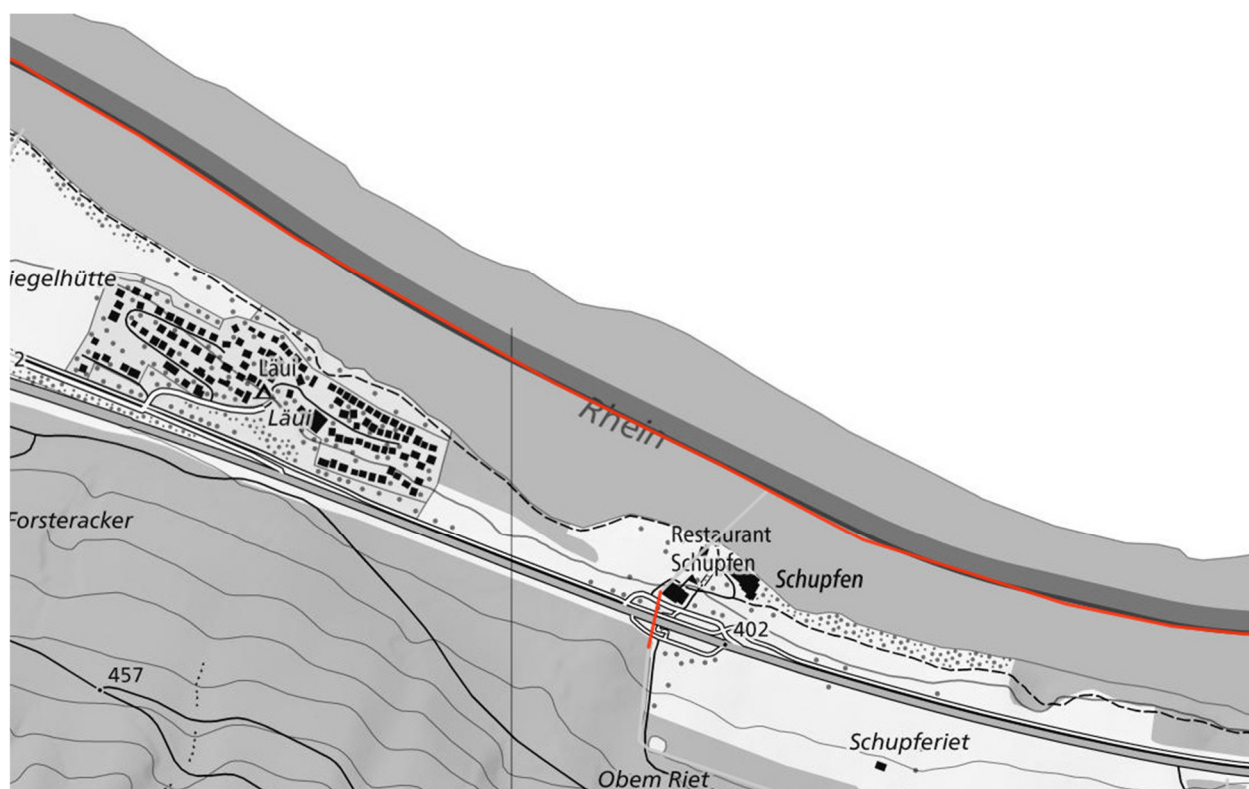 iegelhütte
2
Läui
Läui
Rhein
Forsteracker
Restaurant
Schupfen
Schupfen
402
457
Schupferiet
Obem Riet